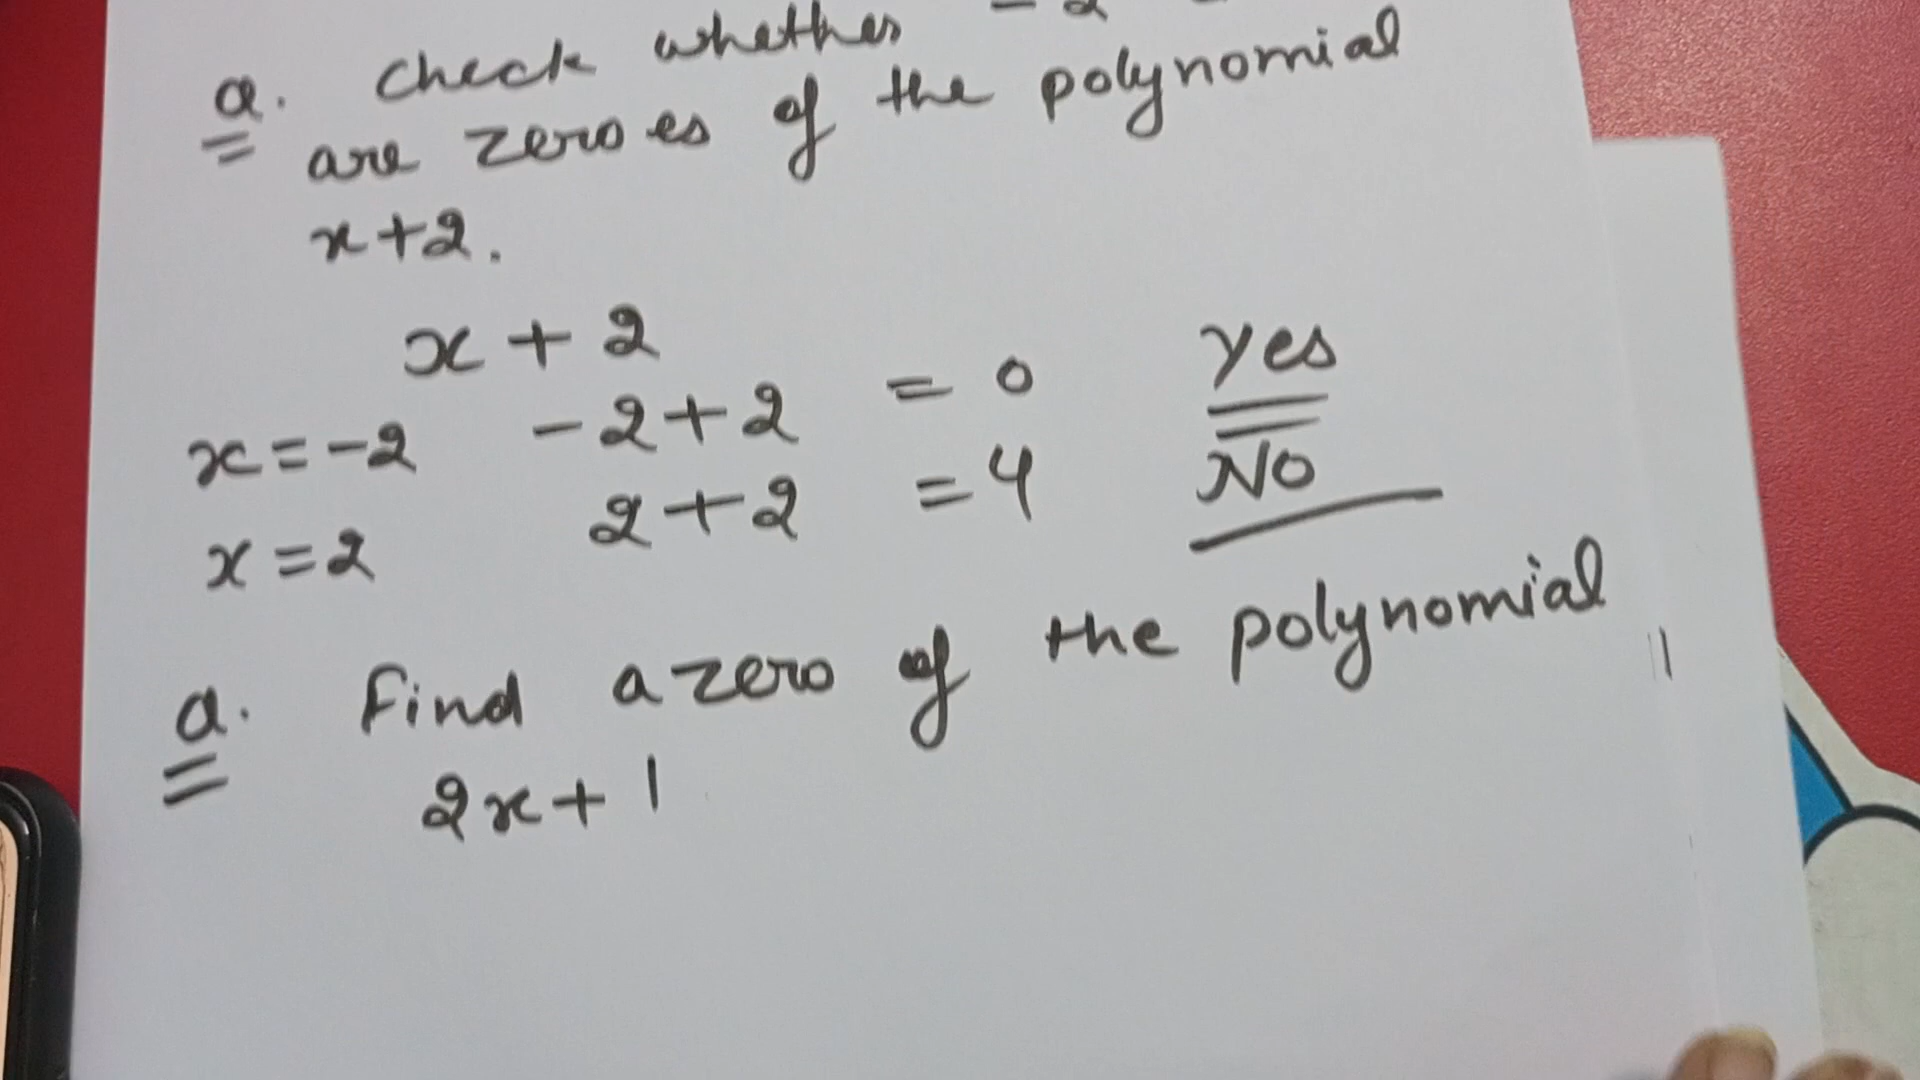 Q. Check whether - 2
are zeroes of the polynomial
x+2.
x + 2
x = -2 -2+2 = 0 Yes
x = 2 2+2 = 4 NO
Q. Find a zero of the polynomial
2x + 1